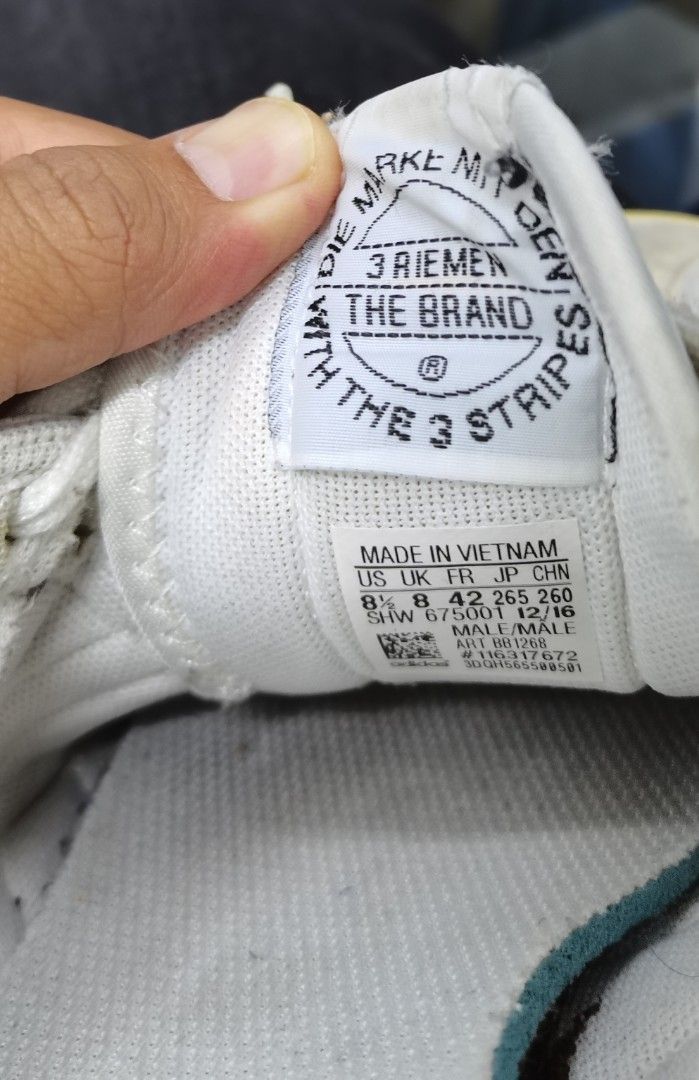 DIE MARKE MIT DEN
3 RIEMEN
THE BRAND
®
WITH THE 3 STRIPES
MADE IN VIETNAM
US UK FR JP CHN
8½ 8 42 265 260
SHW 675001 12/16
MALE/MÂLE
ART BB1268
#116317672
adidas 3DQH565500501